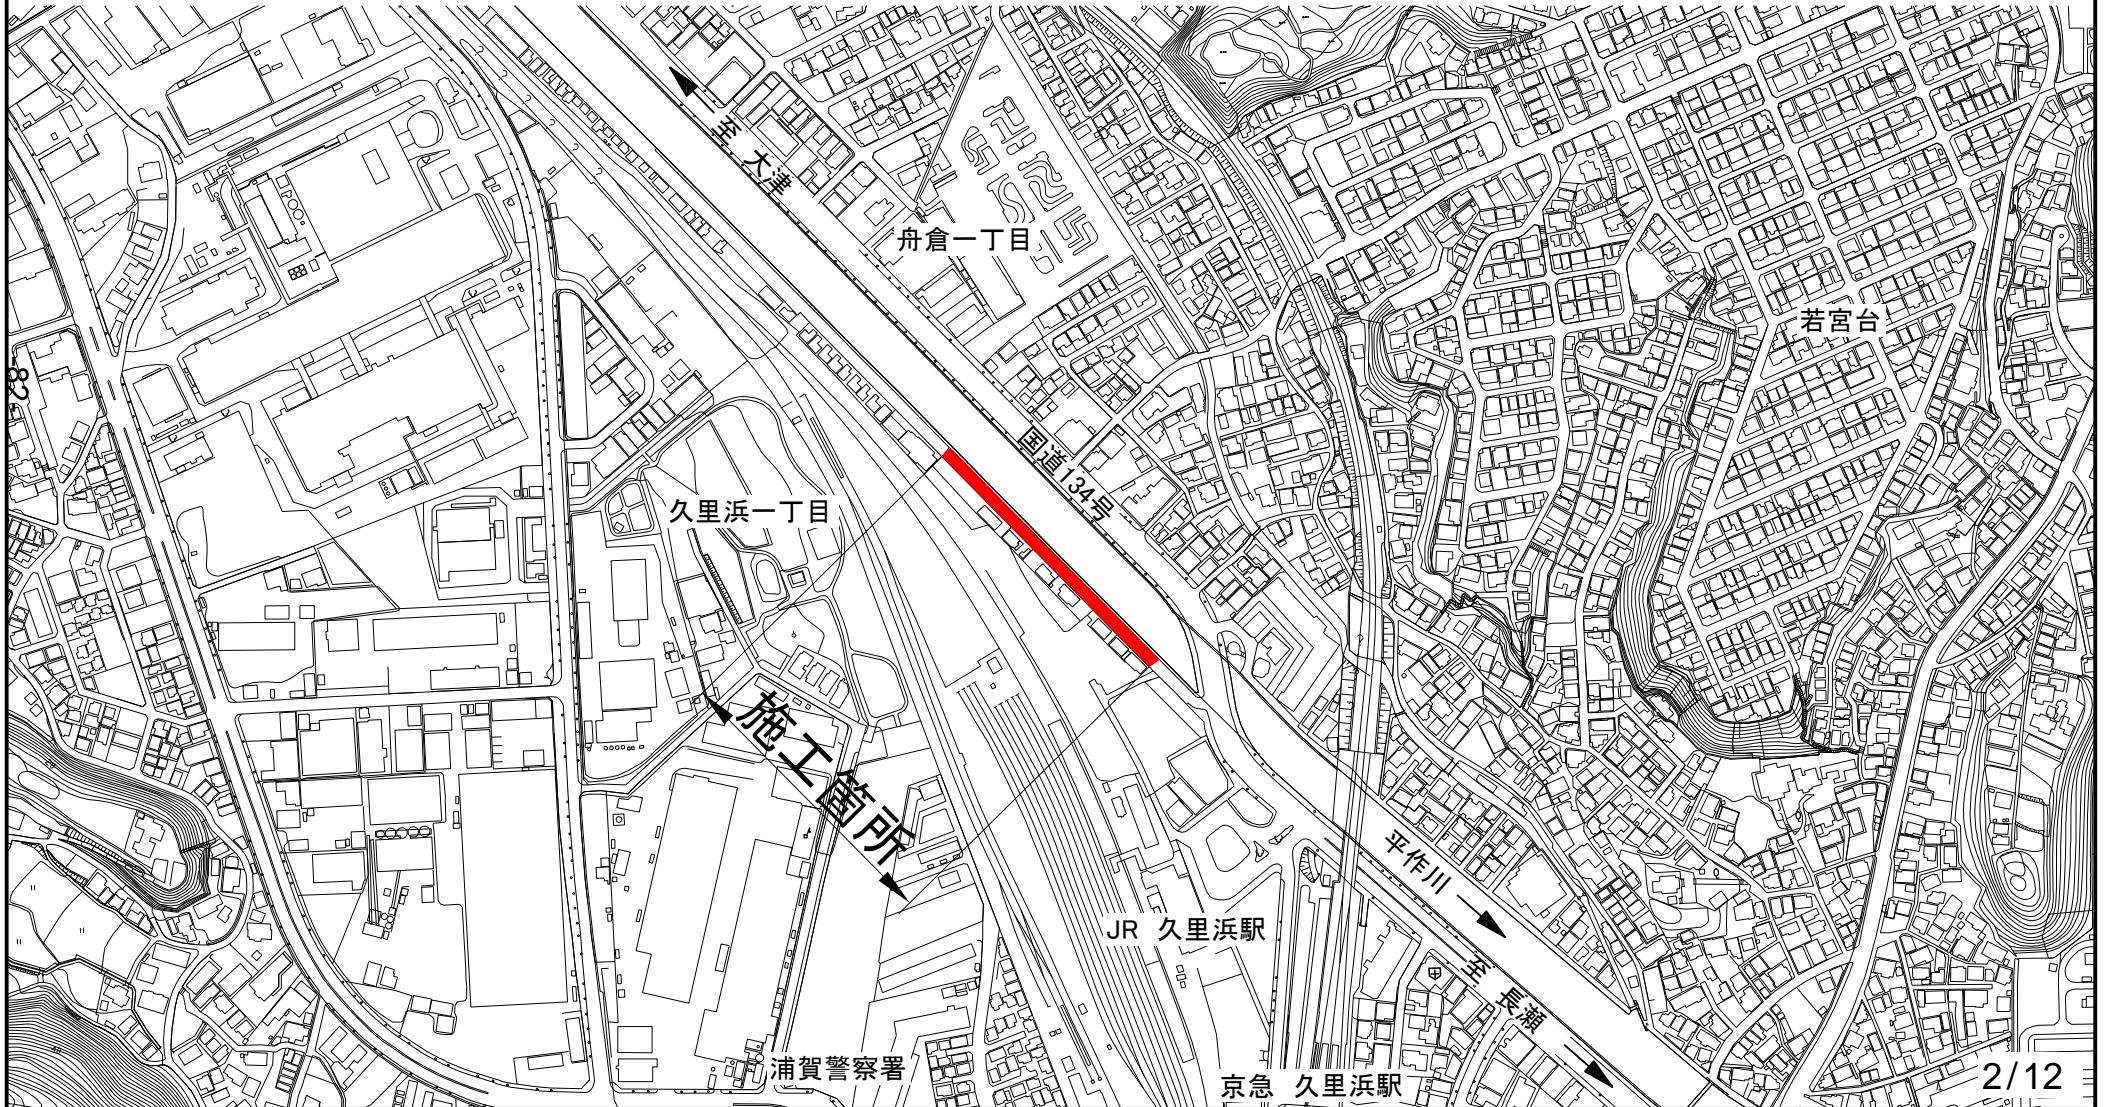 至 大津
舟倉一丁目
若宮台
-82-
国道134号
久里浜一丁目
施工箇所
平作川
JR 久里浜駅
至 長瀬
浦賀警察署
京急 久里浜駅
2/12